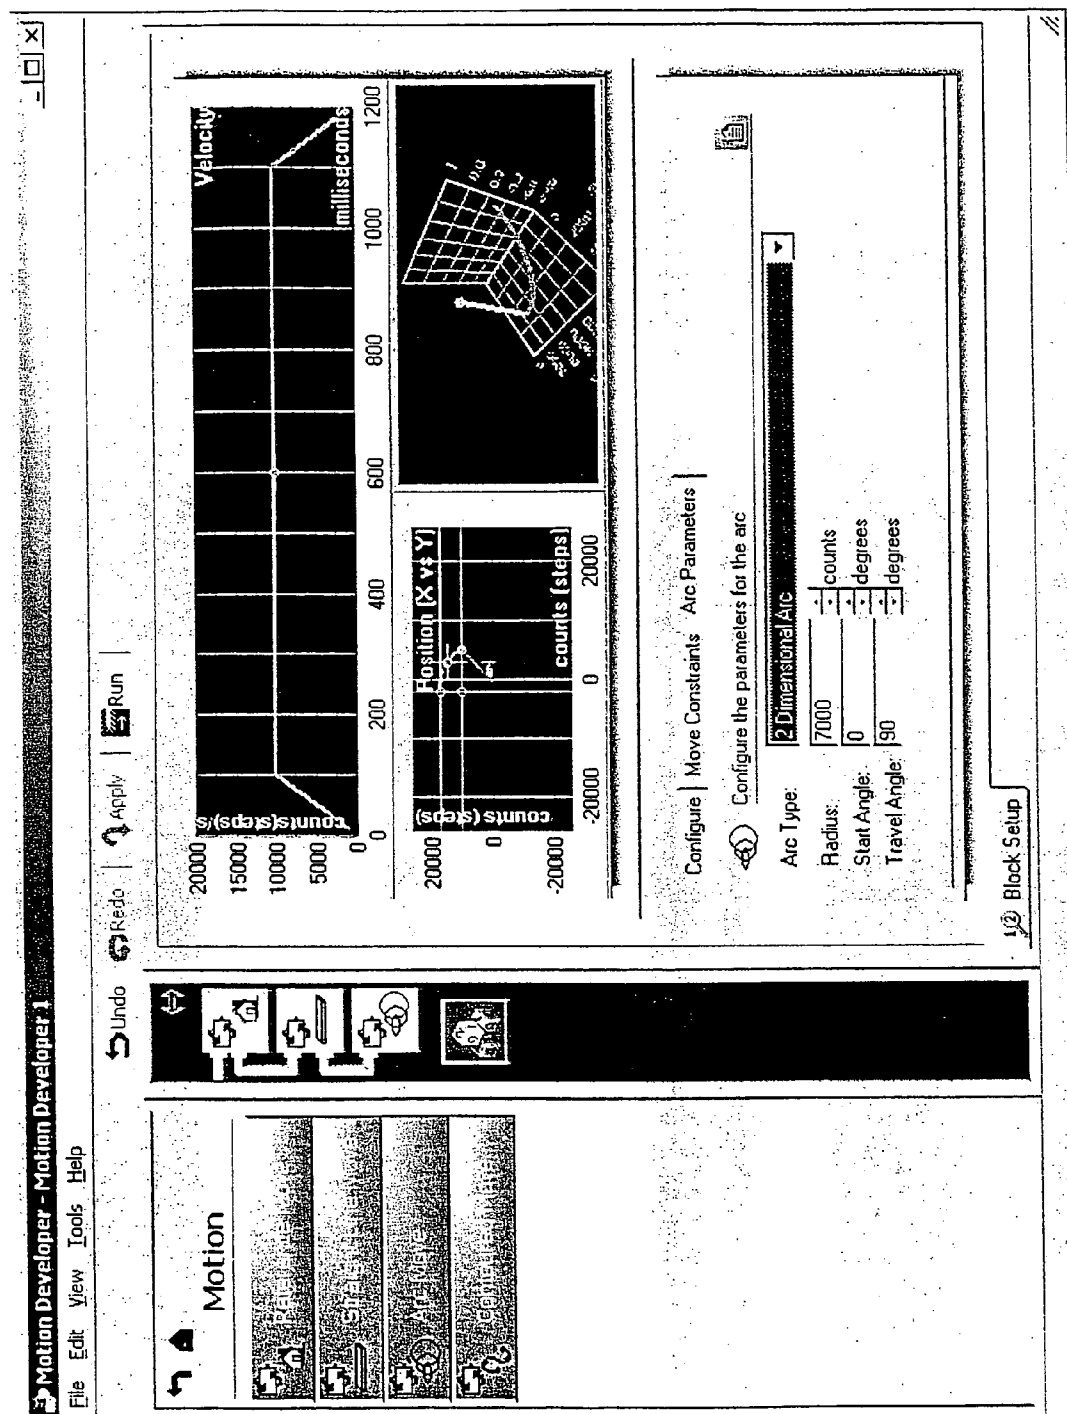 Motion Developer - Motion Developer 1
File Edit View Tools Help
Undo Redo Apply Run
Motion
Velocity
counts(steps)/s
20000
15000
10000
5000
0
milliseconds
0 200 400 600 800 1000 1200
Position (X vs Y)
counts (steps)
20000
0
-20000
counts (steps)
-20000 0 20000
Configure Move Constraints Arc Parameters
Configure the parameters for the arc
Arc Type: 2 Dimensional Arc
Radius: 7000 counts
Start Angle: 0 degrees
Travel Angle: 90 degrees
Block Setup